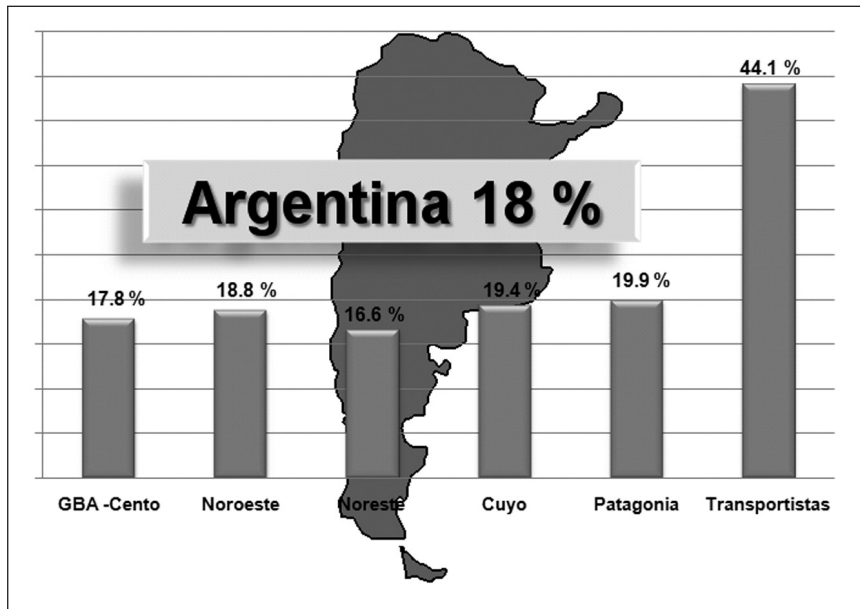 44.1 %
Argentina 18 %
17.8 %
18.8 %
16.6 %
19.4 %
19.9 %
GBA -Cento
Noroeste
Noreste
Cuyo
Patagonia
Transportistas